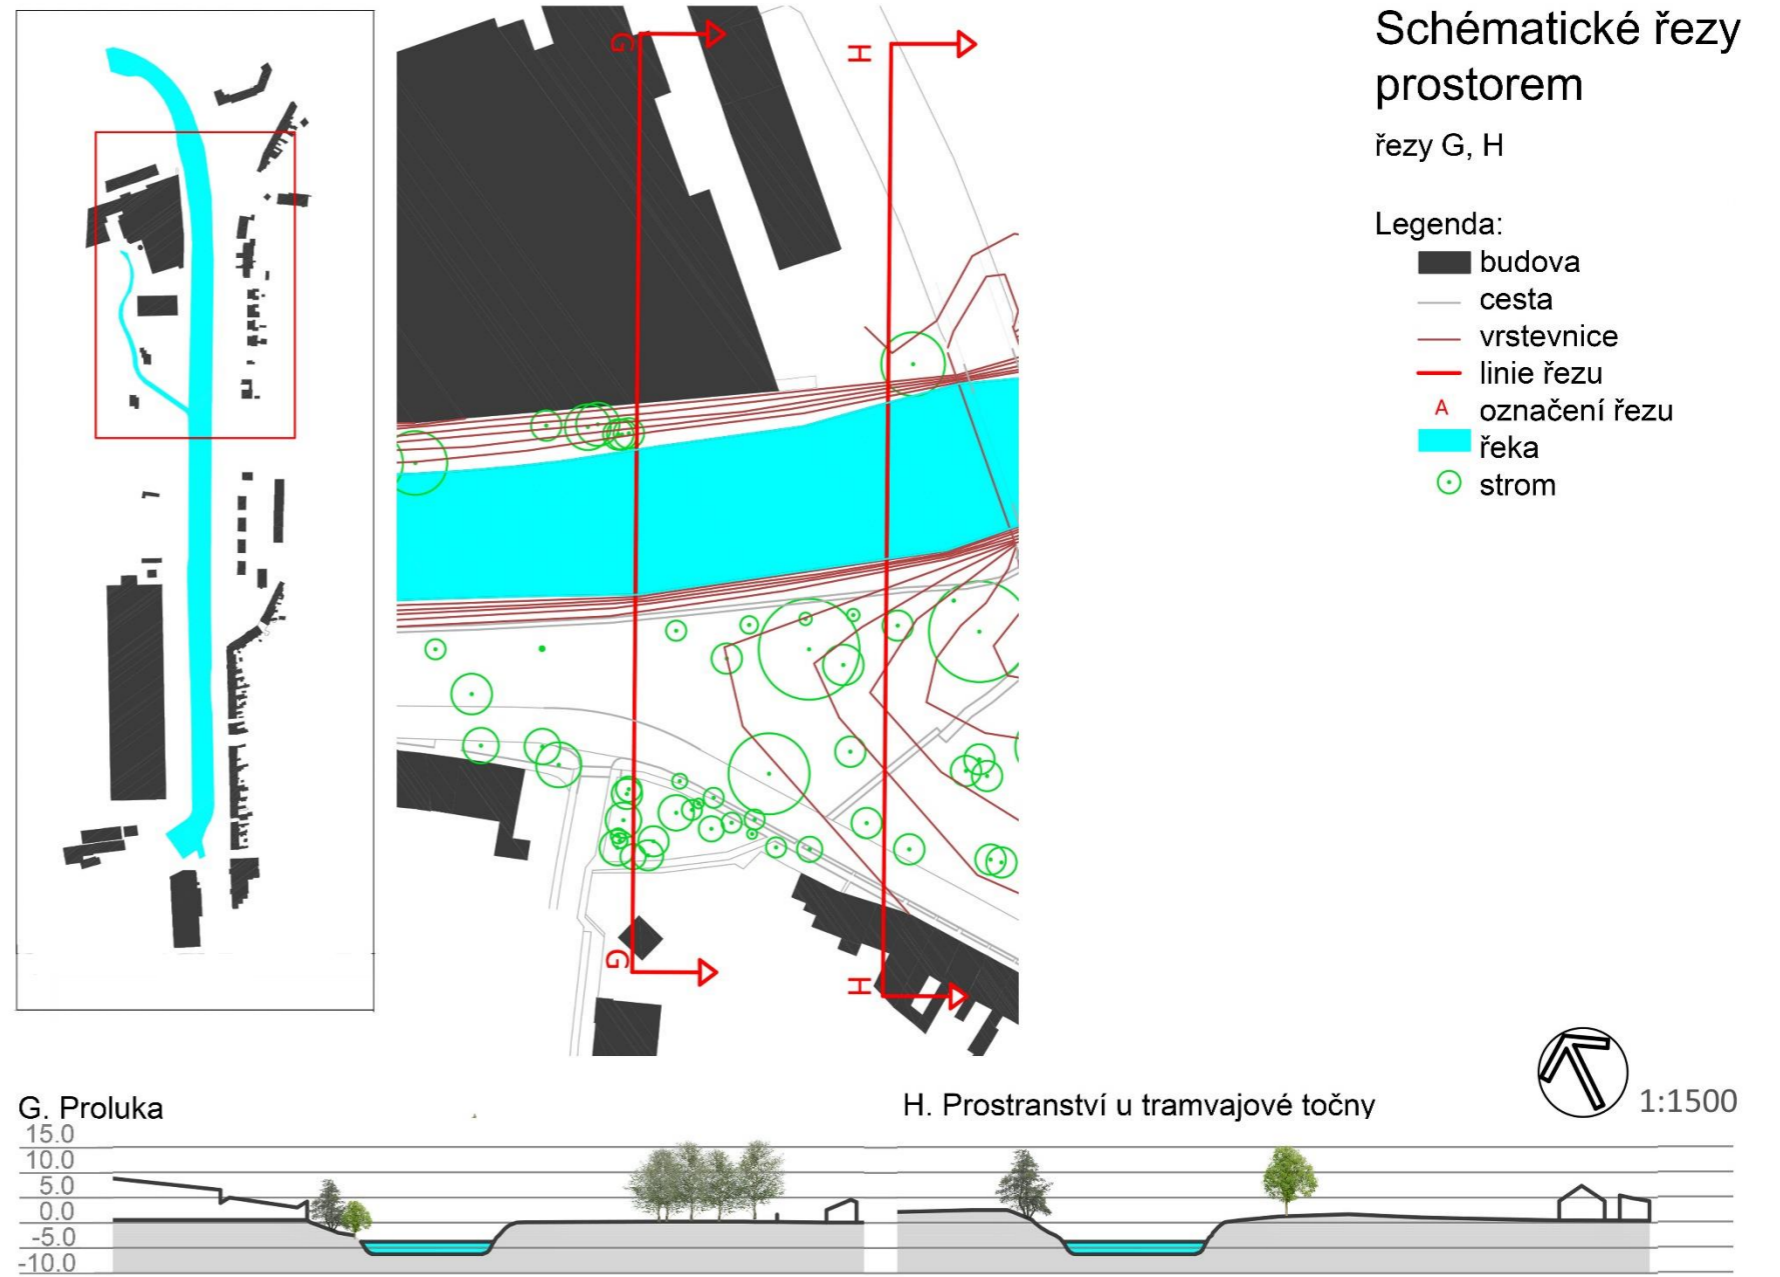 Schématické řezy
prostorem
řezy G, H
Legenda:
budova
cesta
vrstevnice
linie řezu
A označení řezu
řeka
strom
G
H
G
H
G. Proluka
H. Prostranství u tramvajové točny
1:1500
15.0
10.0
5.0
0.0
-5.0
-10.0